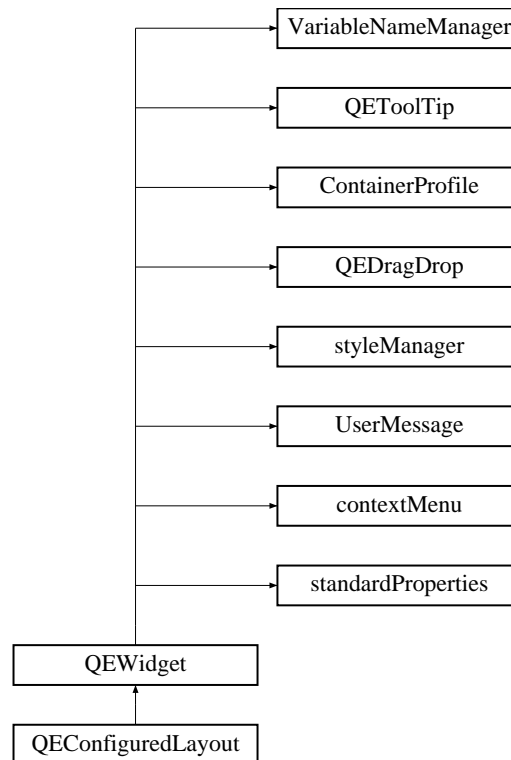 VariableNameManager
QEToolTip
ContainerProfile
QEDragDrop
styleManager
UserMessage
contextMenu
standardProperties
QEWidget
QEConfiguredLayout